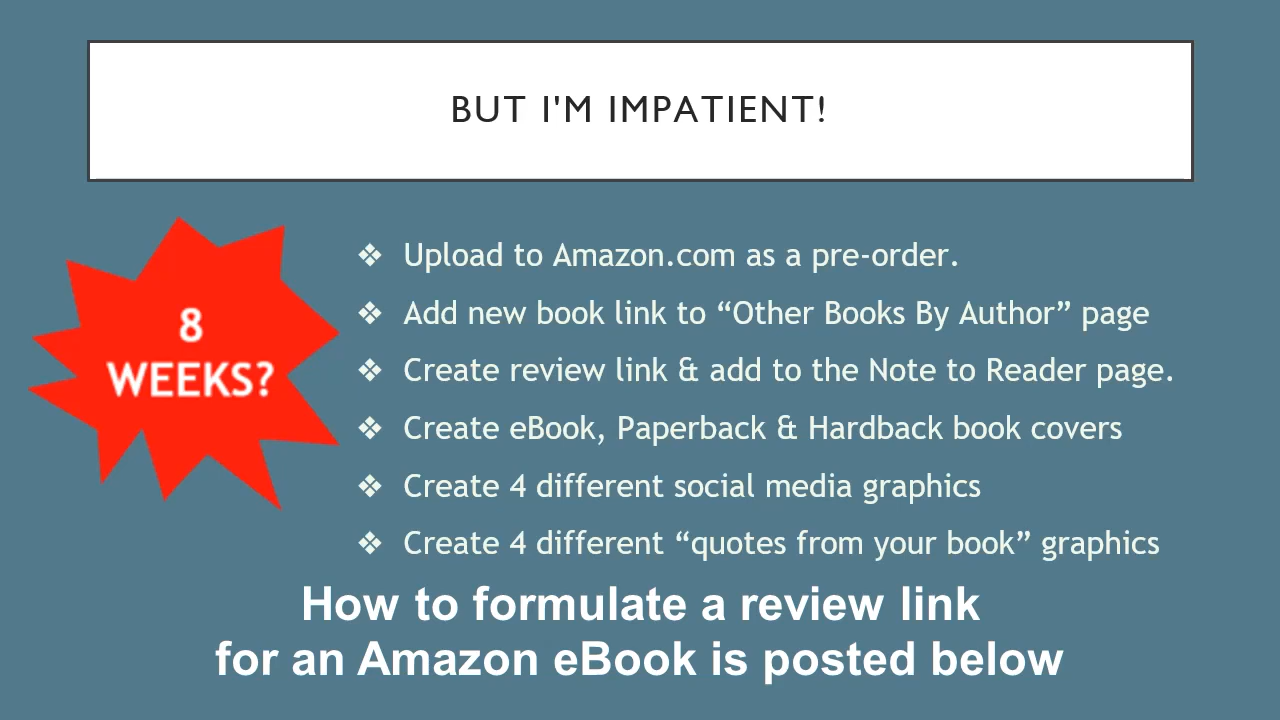 BUT I'M IMPATIENT!
8
WEEKS?
❖ Upload to Amazon.com as a pre-order.
❖ Add new book link to “Other Books By Author” page
❖ Create review link & add to the Note to Reader page.
❖ Create eBook, Paperback & Hardback book covers
❖ Create 4 different social media graphics
❖ Create 4 different “quotes from your book” graphics
How to formulate a review link
for an Amazon eBook is posted below